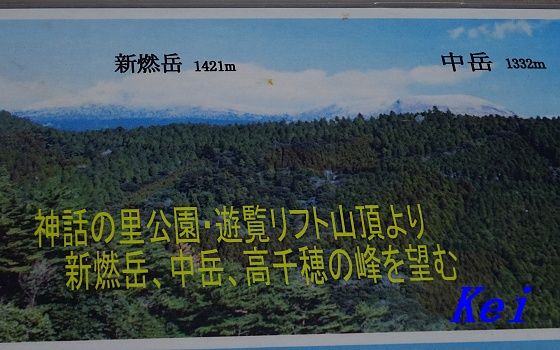 新燃岳 1421m 中岳 1332m
神話の里公園・遊覧リフト山頂より
新燃岳、中岳、高千穂の峰を望む
Kei